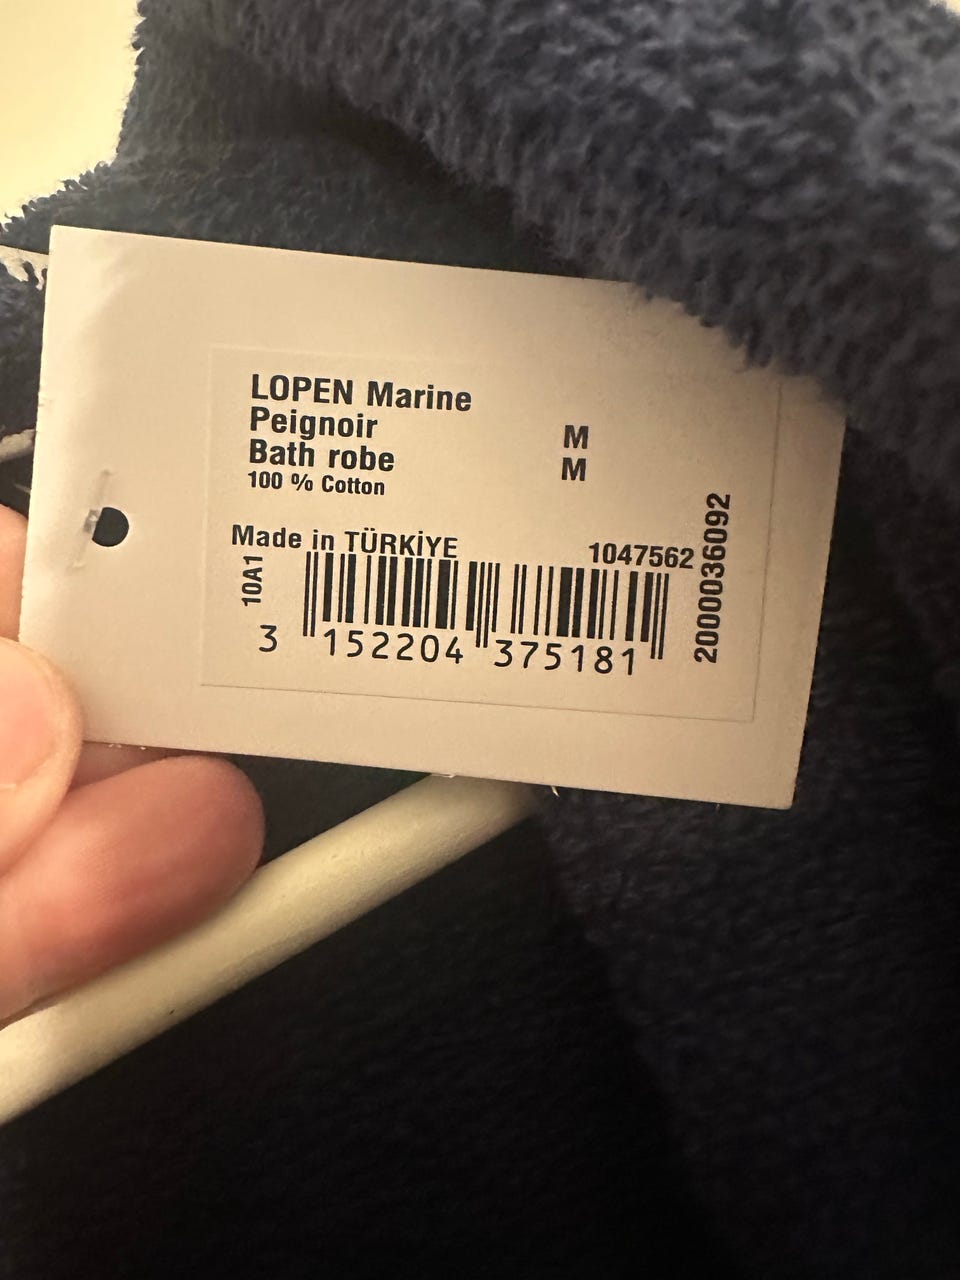 LOPEN Marine
Peignoir M
Bath robe M
100 % Cotton
Made in TÜRKİYE 1047562
10A1
3 152204 375181
2000036092